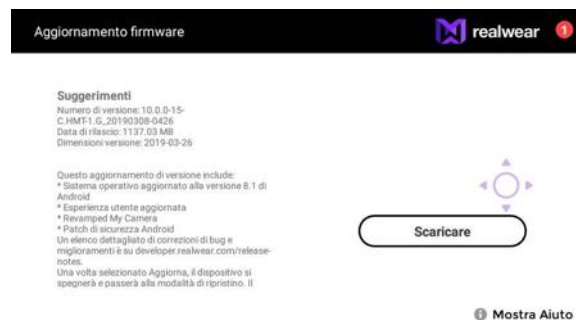 Aggiornamento firmware
realwear
1
Suggerimenti
Numero di versione: 10.0.0-15-
C.HMT-1.G_20190308-0426
Data di rilascio: 1137.03 MB
Dimensioni versione: 2019-03-26
Questo aggiornamento di versione include:
* Sistema operativo aggiornato alla versione 8.1 di
Android
* Esperienza utente aggiornata
* Revamped My Camera
* Patch di sicurezza Android
Un elenco dettagliato di correzioni di bug e
miglioramenti è su developer.realwear.com/release-
notes.
Una volta selezionato Aggiorna, il dispositivo si
spegnerà e passerà alla modalità di ripristino. Il
Scaricare
Mostra Aiuto